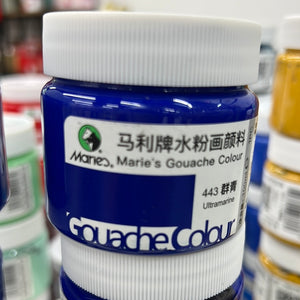 马利牌水粉画颜料
Marie's
Marie's Gouache Colour
443 群青
Ultramarine
Gouache Colour